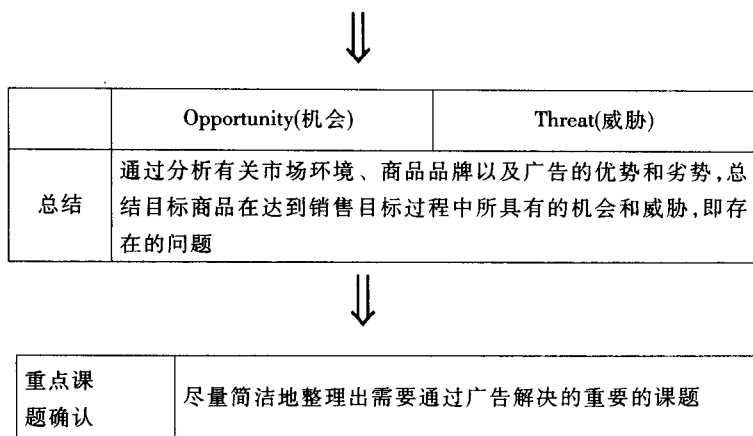 Opportunity(机会) Threat(威胁)
通过分析有关市场环境、商品品牌以及广告的优势和劣势,总
总结 结目标商品在达到销售目标过程中所具有的机会和威胁,即存
在的问题
重点课
题确认
尽量简洁地整理出需要通过广告解决的重要的课题